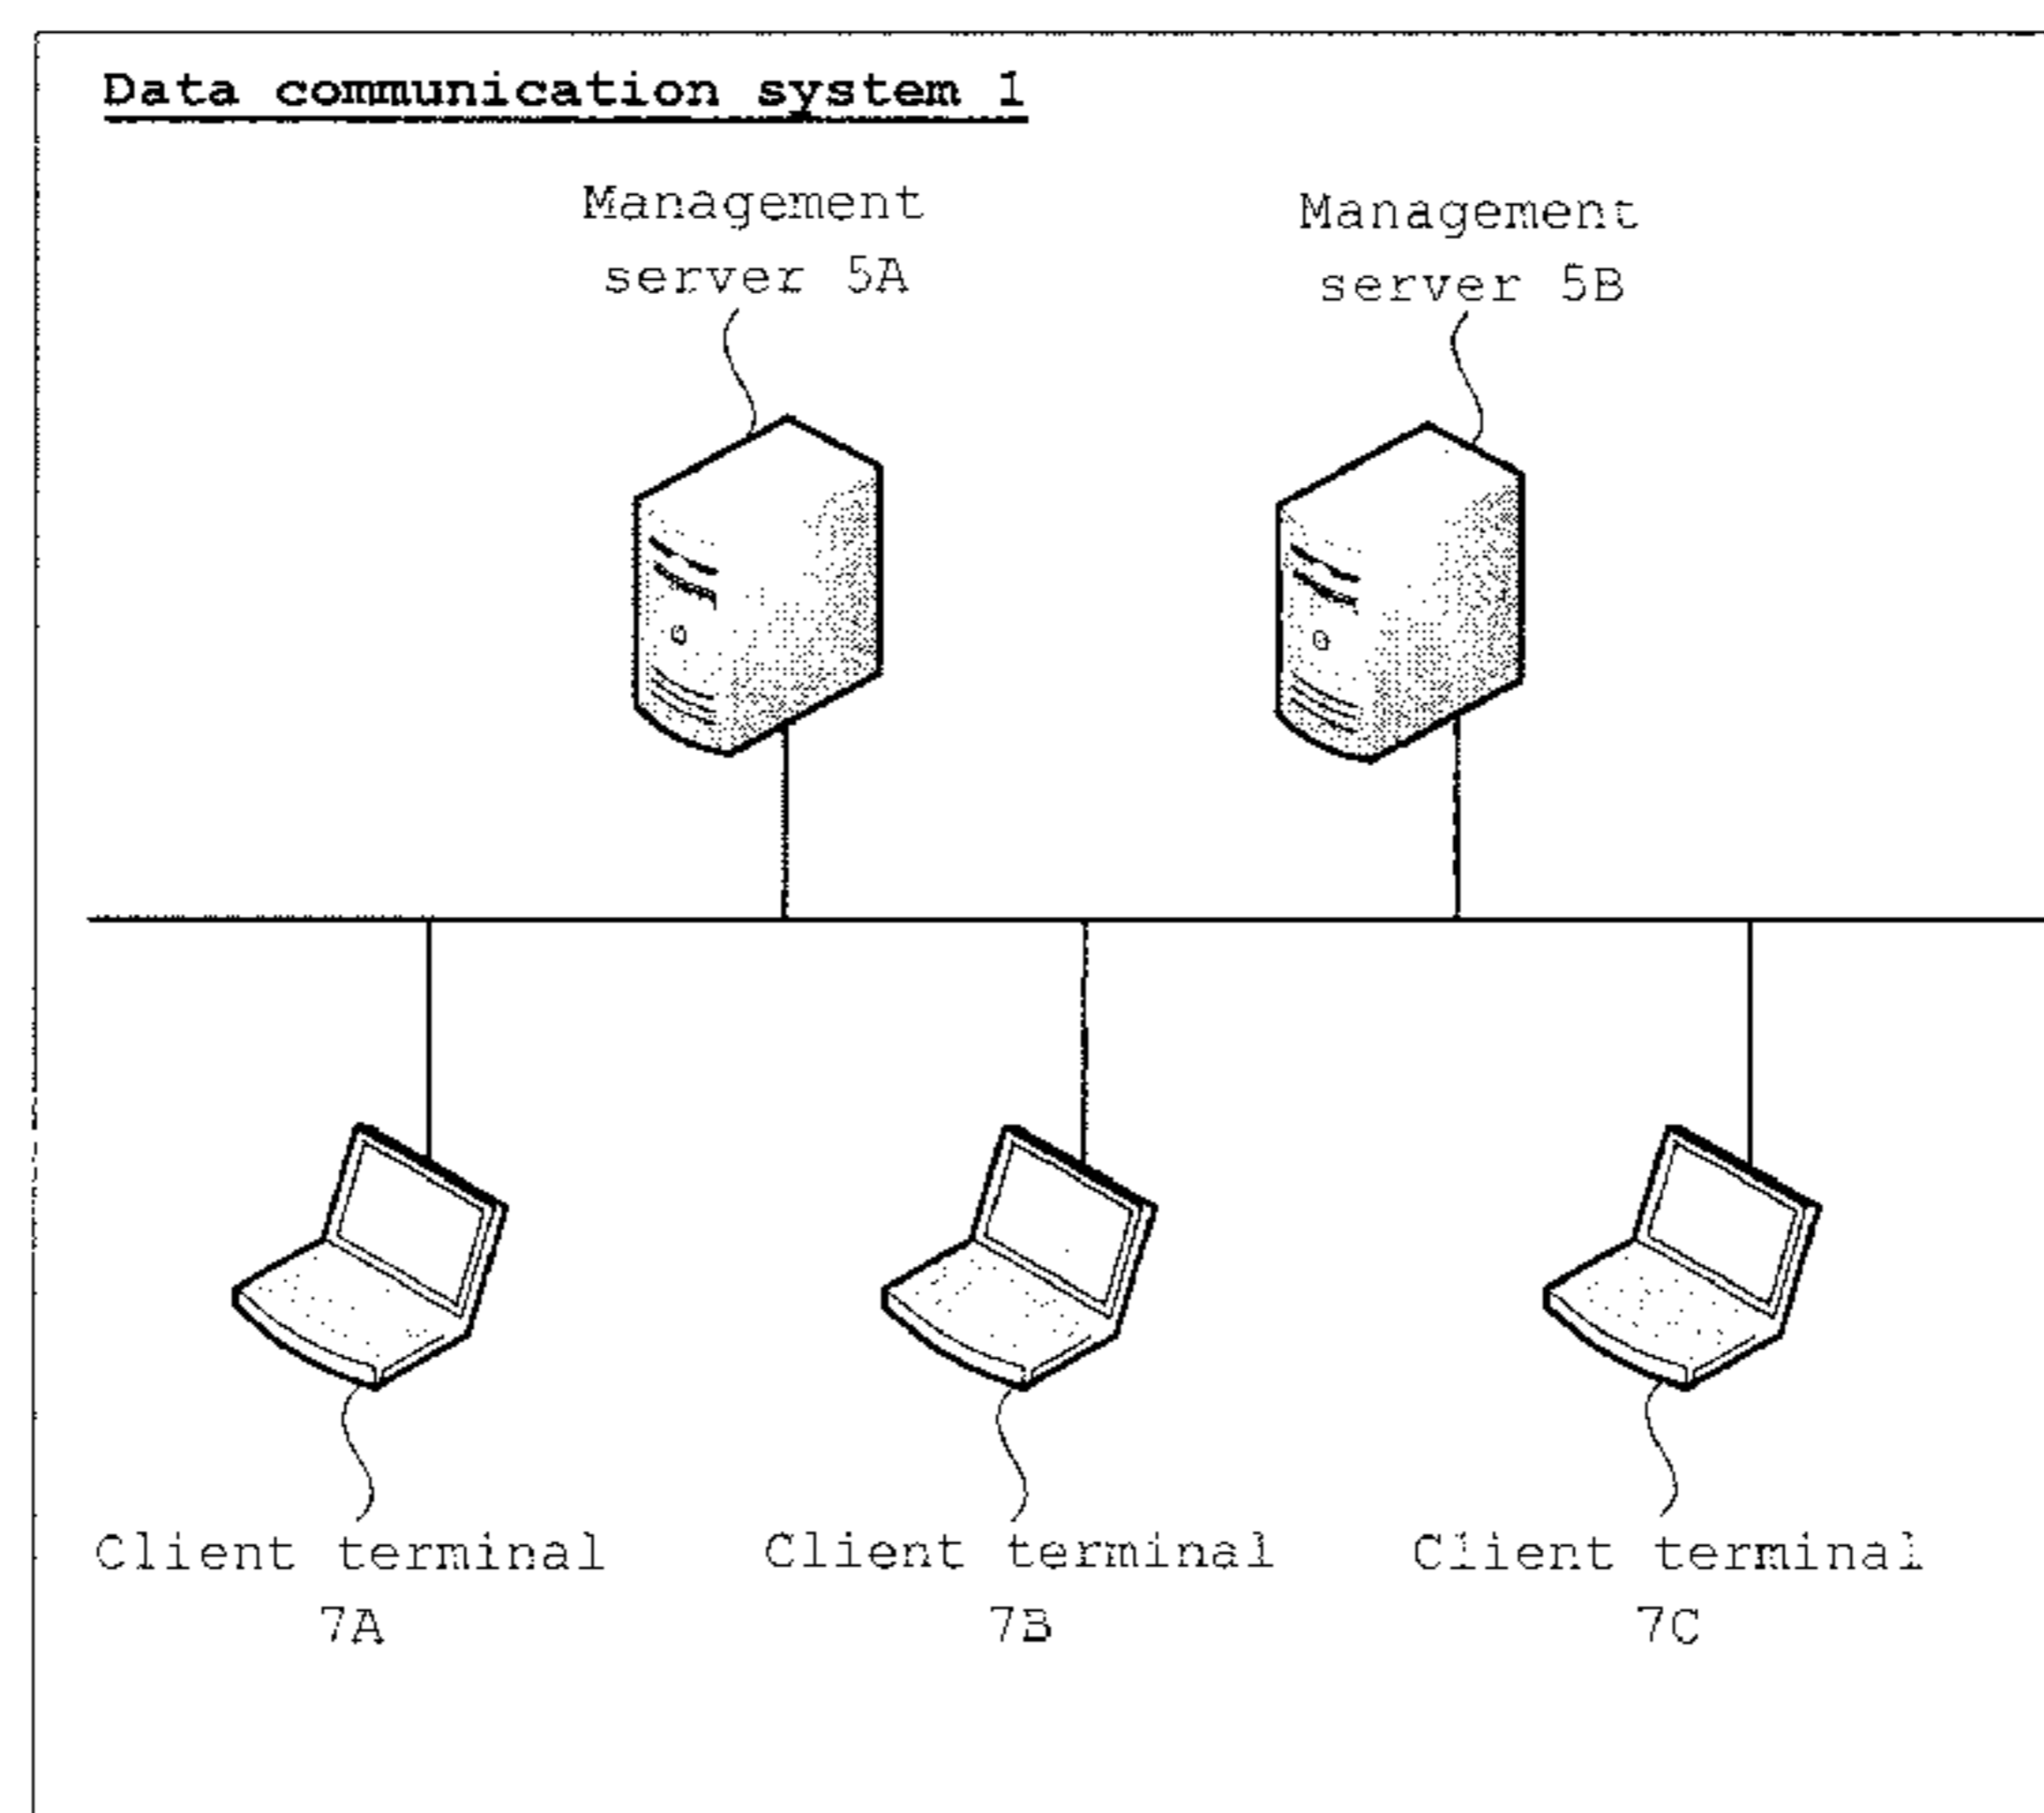 Data communication system 1
Management
server 5A
Management
server 5B
Client terminal
7A
Client terminal
7B
Client terminal
7C